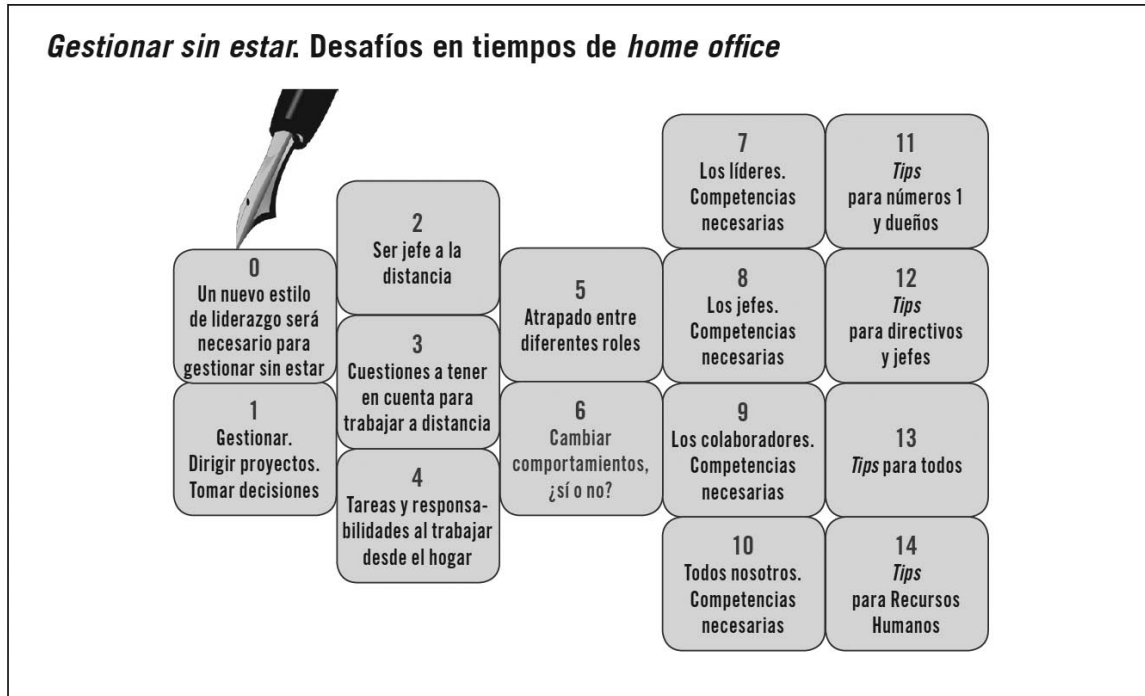 Gestionar sin estar. Desafíos en tiempos de home office
0
Un nuevo estilo
de liderazgo será
necesario para
gestionar sin estar
1
Gestionar.
Dirigir proyectos.
Tomar decisiones
2
Ser jefe a la
distancia
3
Cuestiones a tener
en cuenta para
trabajar a distancia
4
Tareas y responsa-
bilidades al trabajar
desde el hogar
5
Atrapado entre
diferentes roles
6
Cambiar
comportamientos,
¿sí o no?
7
Los líderes.
Competencias
necesarias
8
Los jefes.
Competencias
necesarias
9
Los colaboradores.
Competencias
necesarias
10
Todos nosotros.
Competencias
necesarias
11
Tips
para números 1
y dueños
12
Tips
para directivos
y jefes
13
Tips para todos
14
Tips
para Recursos
Humanos